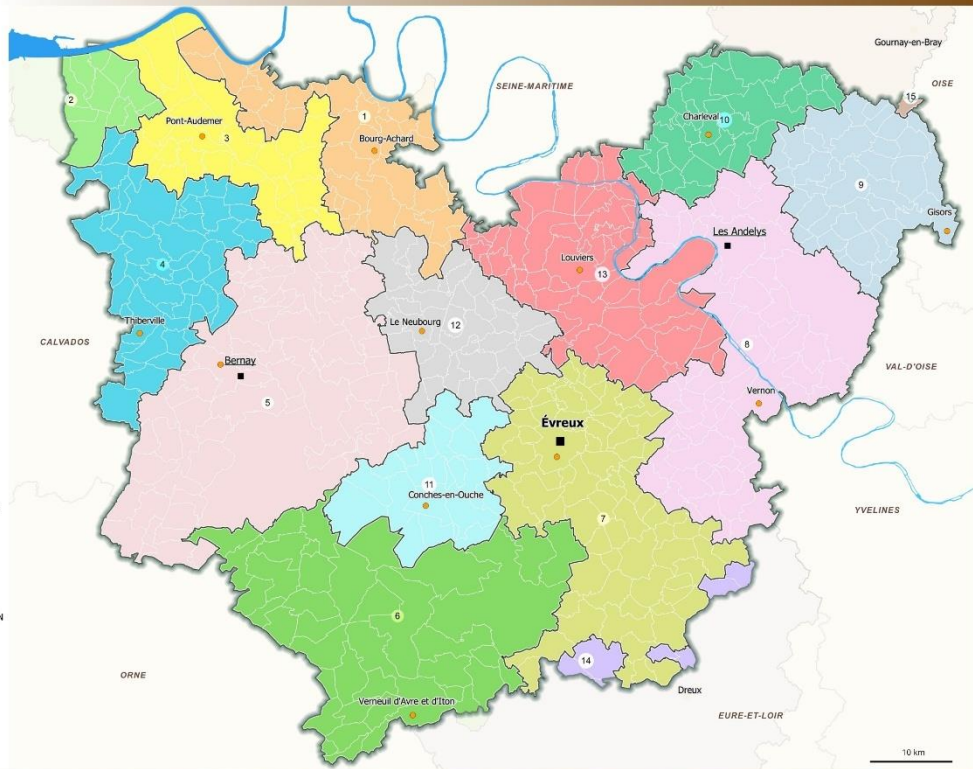 Gournay-en-Bray
OISE
15
SEINE-MARITIME
2
1
Charleval
10
Pont-Audemer
3
Bourg-Achard
9
Gisors
Les Andelys
4
Louviers
13
Thiberville
CALVADOS
Le Neubourg
12
8
VAL-D'OISE
Bernay
5
Vernon
Évreux
11
Conches-en-Ouche
7
YVELINES
6
N
14
ORNE
Dreux
Verneuil d'Avre et d'Iton
EURE-ET-LOIR
10 km